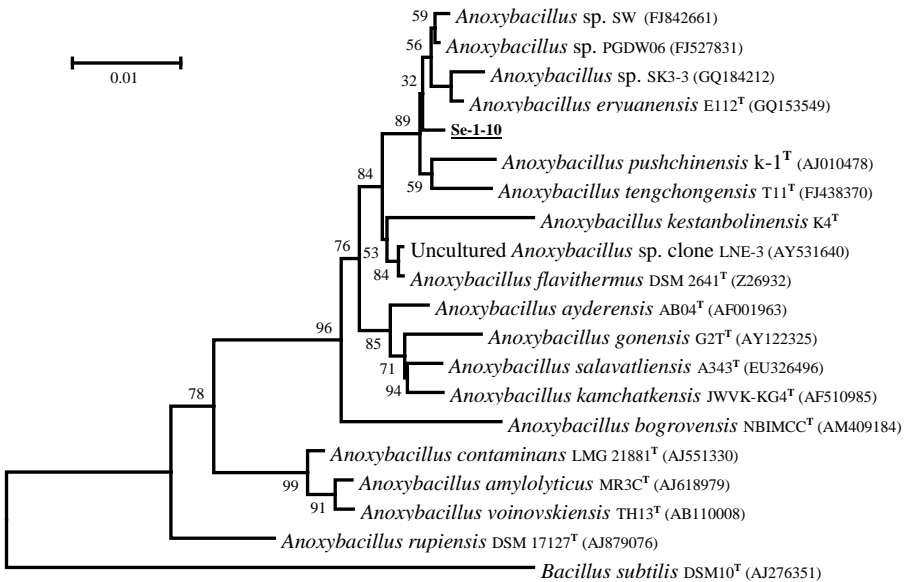 59 Anoxybacillus sp. SW (FJ842661)
56 Anoxybacillus sp. PGDW06 (FJ527831)
0.01
32 Anoxybacillus sp. SK3-3 (GQ184212)
Anoxybacillus eryuanensis E112ᵀ (GQ153549)
89 Se-1-10
Anoxybacillus pushchinensis k-1ᵀ (AJ010478)
84 59 Anoxybacillus tengchongensis T11ᵀ (FJ438370)
Anoxybacillus kestanbolinensis K4ᵀ
76 53 Uncultured Anoxybacillus sp. clone LNE-3 (AY531640)
84 Anoxybacillus flavithermus DSM 2641ᵀ (Z26932)
Anoxybacillus ayderensis AB04ᵀ (AF001963)
96 85 Anoxybacillus gonensis G2Tᵀ (AY122325)
71 Anoxybacillus salavatliensis A343ᵀ (EU326496)
78 94 Anoxybacillus kamchatkensis JWVK-KG4ᵀ (AF510985)
Anoxybacillus bogrovensis NBIMCCᵀ (AM409184)
Anoxybacillus contaminans LMG 21881ᵀ (AJ551330)
99 Anoxybacillus amylolyticus MR3Cᵀ (AJ618979)
91 Anoxybacillus voinovskiensis TH13ᵀ (AB110008)
Anoxybacillus rupiensis DSM 17127ᵀ (AJ879076)
Bacillus subtilis DSM10ᵀ (AJ276351)